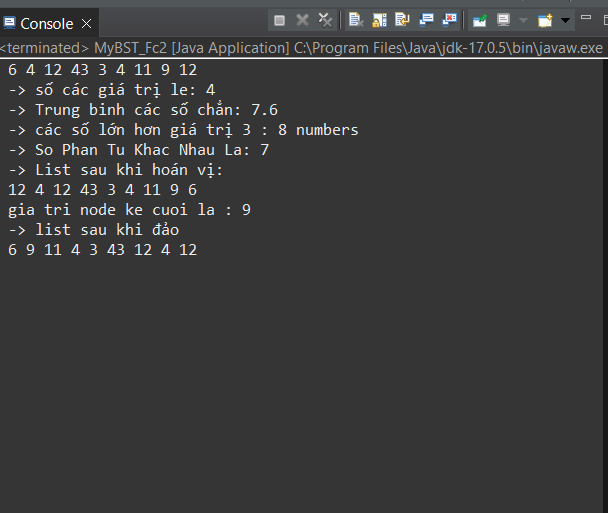 Console
<terminated> MyBST_Fc2 [Java Application] C:\Program Files\Java\jdk-17.0.5\bin\javaw.exe
6 4 12 43 3 4 11 9 12
-> số các giá trị le: 4
-> Trung bình các số chẵn: 7.6
-> các số lớn hơn giá trị 3 : 8 numbers
-> So Phan Tu Khac Nhau La: 7
-> List sau khi hoán vị:
12 4 12 43 3 4 11 9 6
gia tri node ke cuoi la : 9
-> list sau khi đảo
6 9 11 4 3 43 12 4 12